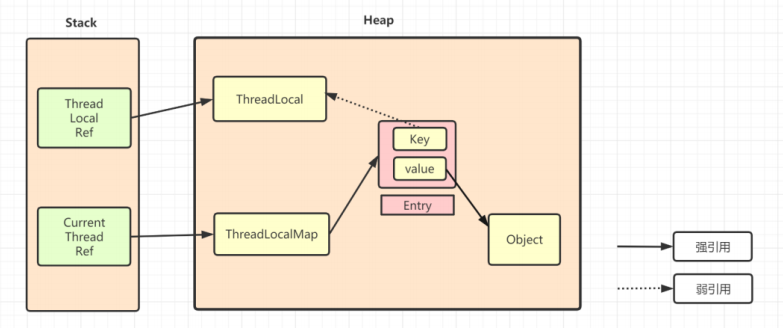 Stack
Heap
Thread
Local
Ref
ThreadLocal
Key
value
Entry
Current
Thread
Ref
ThreadLocalMap
Object
强引用
弱引用